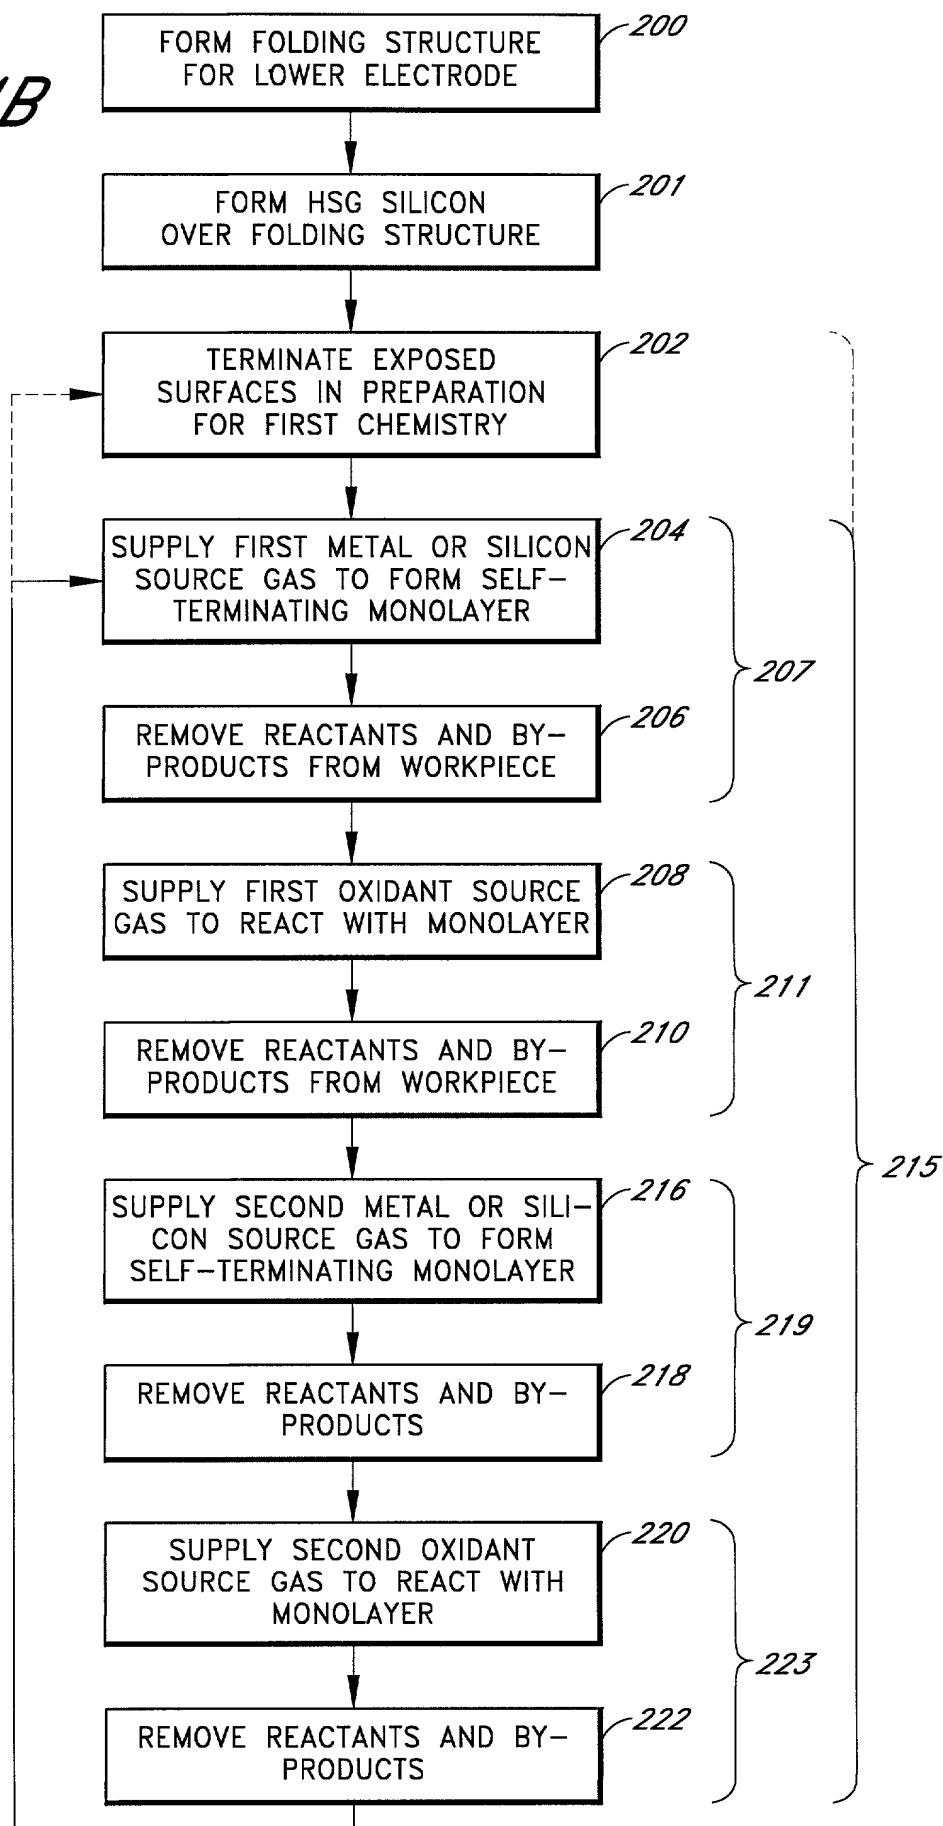 FORM FOLDING STRUCTURE
FOR LOWER ELECTRODE
200
FORM HSG SILICON
OVER FOLDING STRUCTURE
201
TERMINATE EXPOSED
SURFACES IN PREPARATION
FOR FIRST CHEMISTRY
202
SUPPLY FIRST METAL OR SILICON
SOURCE GAS TO FORM SELF-
TERMINATING MONOLAYER
204
207
REMOVE REACTANTS AND BY-
PRODUCTS FROM WORKPIECE
206
SUPPLY FIRST OXIDANT SOURCE
GAS TO REACT WITH MONOLAYER
208
211
REMOVE REACTANTS AND BY-
PRODUCTS FROM WORKPIECE
210
215
SUPPLY SECOND METAL OR SILI-
CON SOURCE GAS TO FORM
SELF-TERMINATING MONOLAYER
216
219
REMOVE REACTANTS AND BY-
PRODUCTS
218
SUPPLY SECOND OXIDANT
SOURCE GAS TO REACT WITH
MONOLAYER
220
223
REMOVE REACTANTS AND BY-
PRODUCTS
222